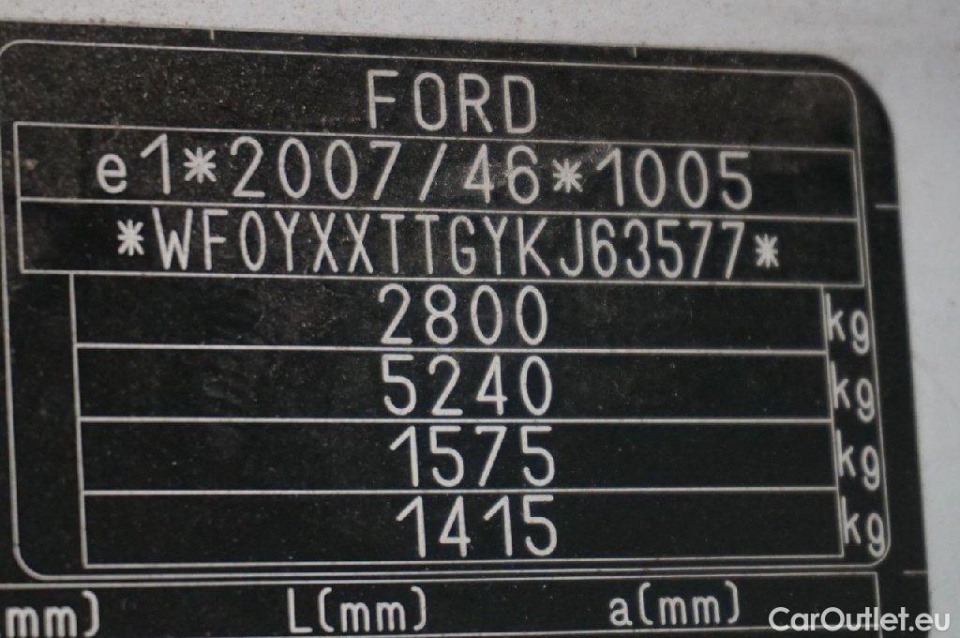 FORD
e1*2007/46*1005
*WF0YXXTTGYKJ63577*
2800 kg
5240 kg
1575 kg
1415 kg
mm) L(mm) a(mm)
CarOutlet.eu